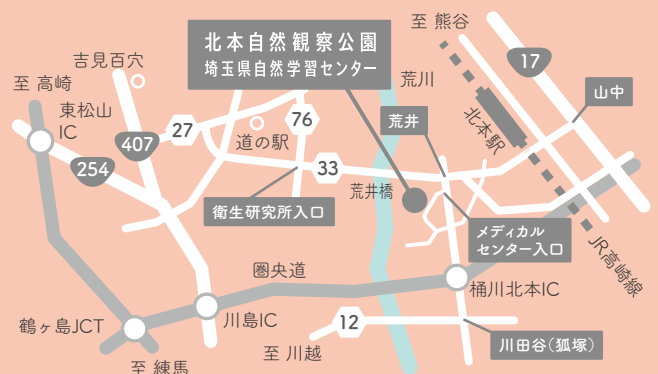 北本自然観察公園
埼玉県自然学習センター
至 熊谷
17
吉見百穴
荒川
至 高崎
山中
東松山
IC
407
27
道の駅
76
荒井
北本駅
254
33
荒井橋
衛生研究所入口
メディカル
センター入口
JR高崎線
圏央道
桶川北本IC
鶴ヶ島JCT
川島IC
12
川田谷(狐塚)
至 川越
至 練馬